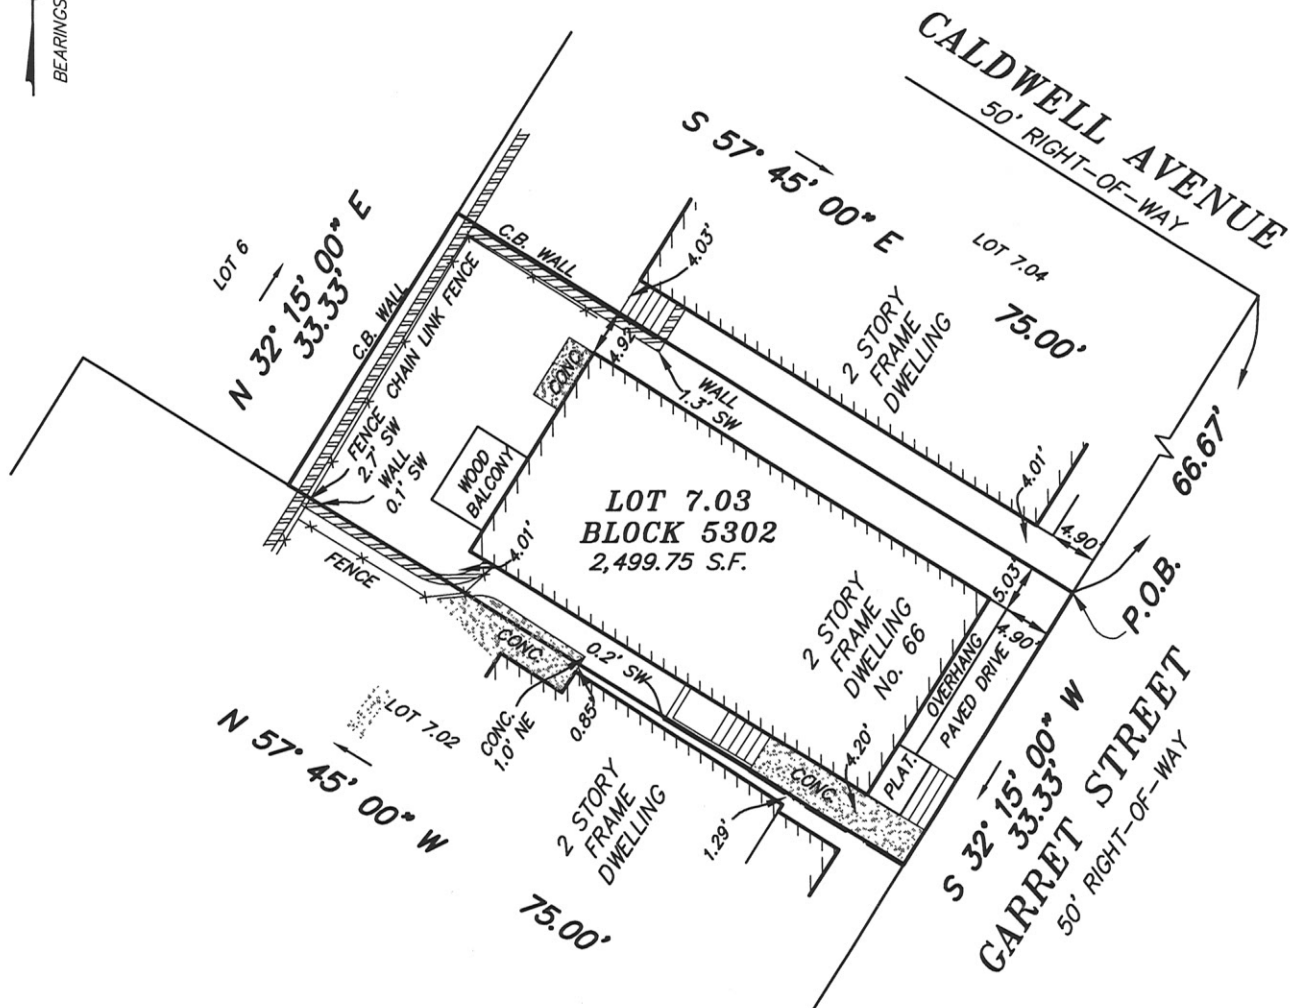 BEARINGS
CALDWELL AVENUE
50' RIGHT-OF-WAY
S 57° 45' 00" E
75.00'
LOT 7.04
2 STORY
FRAME
DWELLING
66.67'
LOT 6
N 32° 15' 00" E
33.33'
C.B. WALL
C.B. WALL
CHAIN LINK FENCE
4.03'
4.9'
CONC.
WALL
1.3' SW
FENCE
2.7' SW
WALL
0.1' SW
WOOD
BALCONY
LOT 7.03
BLOCK 5302
2,499.75 S.F.
4.01'
4.90'
P.O.B.
5.03'
4.90'
4.01'
FENCE
2 STORY
FRAME
DWELLING
No. 66
OVERHANG
PAVED DRIVE
PLAT.
CONC.
0.2' SW
4.20'
CONC.
LOT 7.02
CONC.
1.0' NE
0.85'
1.29'
2 STORY
FRAME
DWELLING
N 57° 45' 00" W
75.00'
S 32° 15' 00" W
33.33'
GARRET STREET
50' RIGHT-OF-WAY